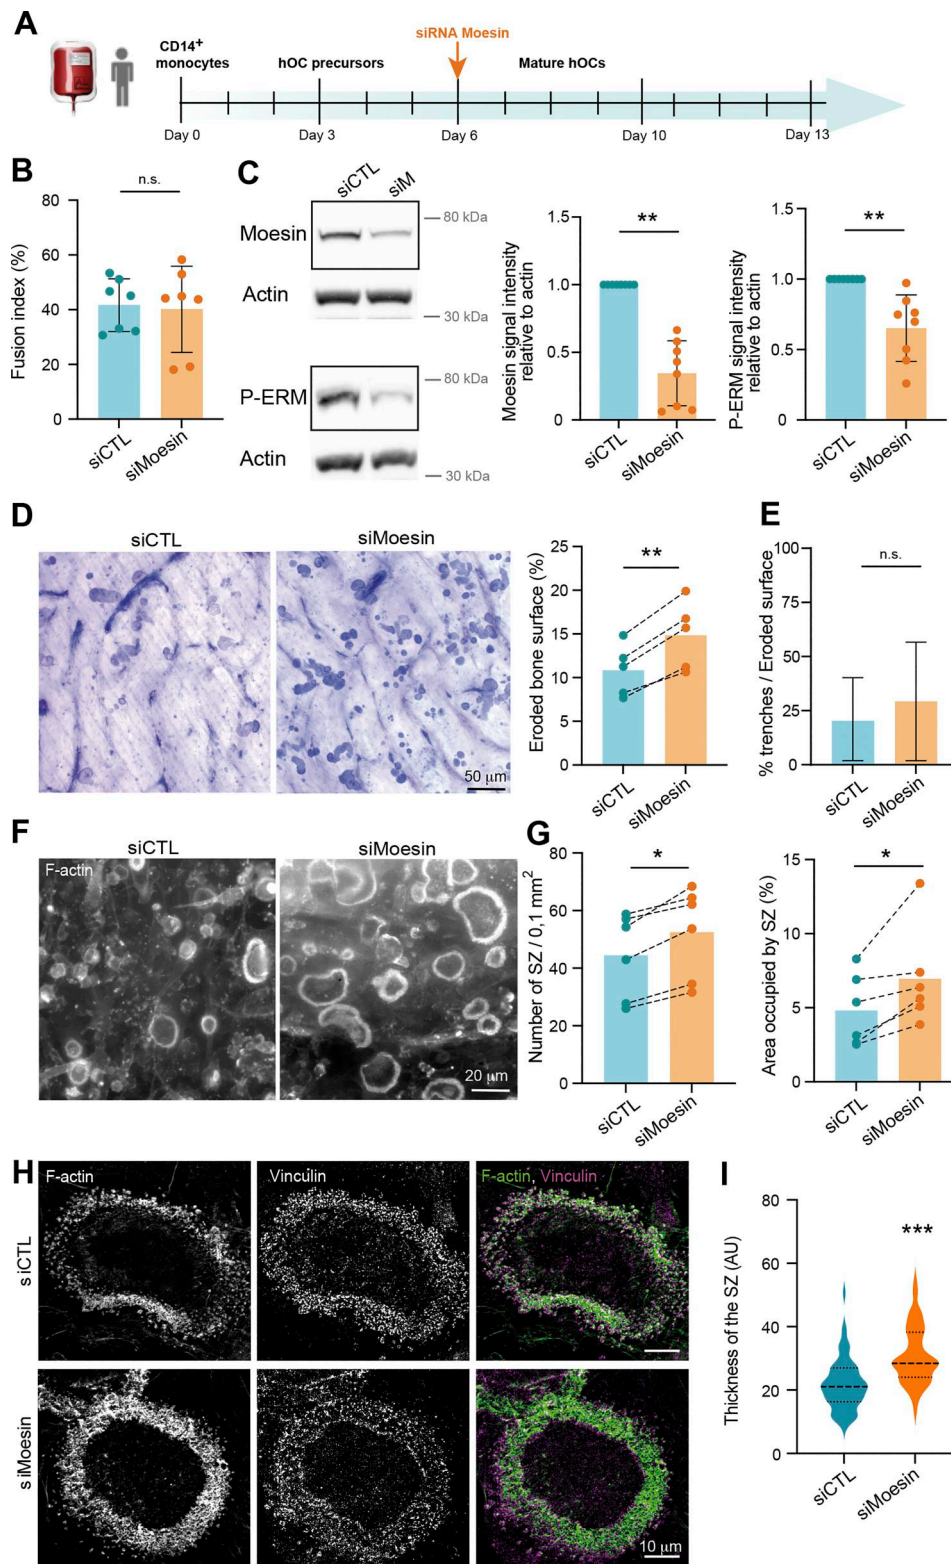 A
siRNA Moesin
CD14+
monocytes
hOC precursors
Mature hOCs
Day 0
Day 3
Day 6
Day 10
Day 13
B
n.s.
80
60
40
20
0
Fusion index (%)
siCTL
siMoesin
C
siCTL
siM
Moesin
80 kDa
Actin
30 kDa
P-ERM
80 kDa
Actin
30 kDa
**
1.5
1.0
0.5
0
Moesin signal intensity
relative to actin
siCTL
siMoesin
**
1.5
1.0
0.5
0
P-ERM signal intensity
relative to actin
siCTL
siMoesin
D
siCTL
siMoesin
50 µm
**
25
20
15
10
5
0
Eroded bone surface (%)
siCTL
siMoesin
E
n.s.
100
75
50
25
0
% trenches / Eroded surface
siCTL
siMoesin
F
siCTL
siMoesin
F-actin
20 µm
G
*
80
60
40
20
0
Number of SZ / 0,1 mm2
siCTL
siMoesin
*
15
10
5
0
Area occupied by SZ (%)
siCTL
siMoesin
H
F-actin
Vinculin
F-actin, Vinculin
siCTL
siMoesin
10 µm
I
***
80
60
40
20
0
Thickness of the SZ (AU)
siCTL
siMoesin